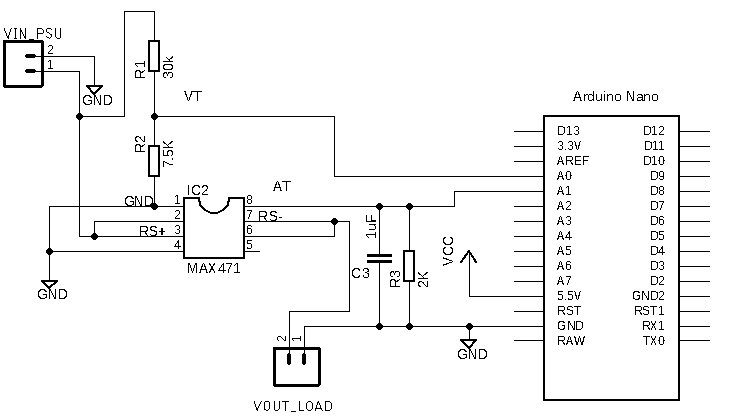 VIN_PSU
2
1
GND
R1
30k
VT
R2
7.5K
GND
IC2
1
2
3
4
8
7
6
5
RS+
RS-
AT
MAX471
GND
1uF
C3
R3
2K
VCC
GND
2
1
VOUT_LOAD
Arduino Nano
D13 D12
3.3V D11
AREF D10
A0 D9
A1 D8
A2 D7
A3 D6
A4 D5
A5 D4
A6 D3
A7 D2
5.5V GND2
RST RST1
GND RX1
RAW TX0